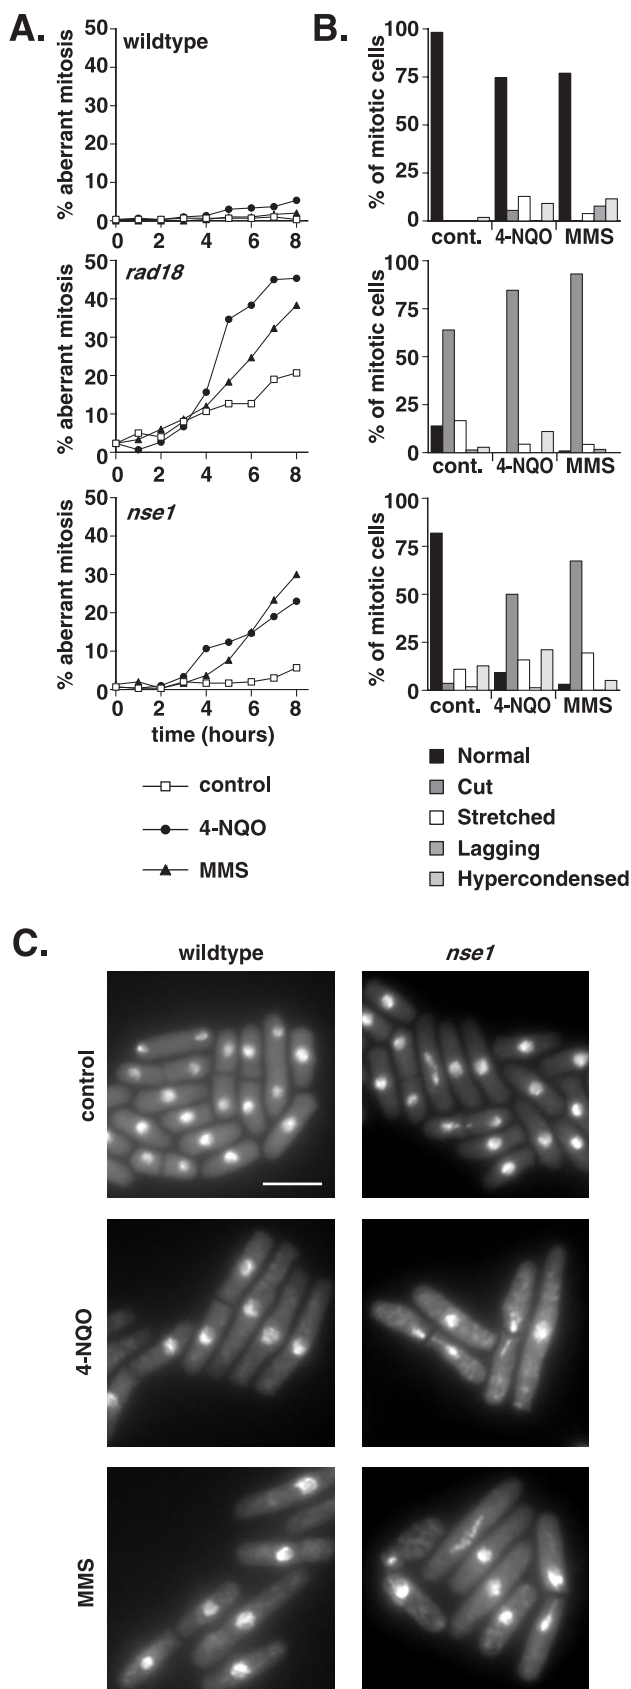 A.
B.
wildtype
% aberrant mitosis
50
40
30
20
10
0
0 2 4 6 8
% of mitotic cells
100
75
50
25
0
cont. 4-NQO MMS
rad18
% aberrant mitosis
50
40
30
20
10
0
0 2 4 6 8
% of mitotic cells
100
75
50
25
0
cont. 4-NQO MMS
nse1
% aberrant mitosis
50
40
30
20
10
0
0 2 4 6 8
time (hours)
% of mitotic cells
100
75
50
25
0
cont. 4-NQO MMS
control
4-NQO
MMS
Normal
Cut
Stretched
Lagging
Hypercondensed
C.
wildtype nse1
control
4-NQO
MMS